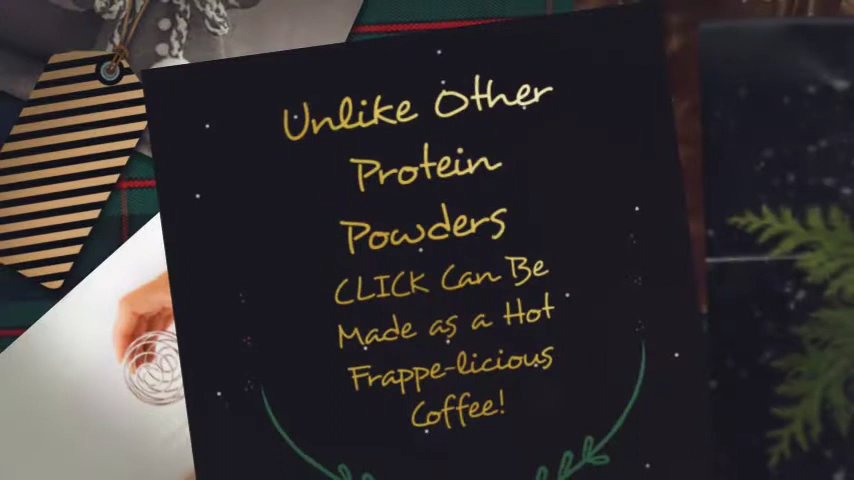 Unlike Other
Protein
Powders
CLICK Can Be
Made as a Hot
Frappe-licious
Coffee!